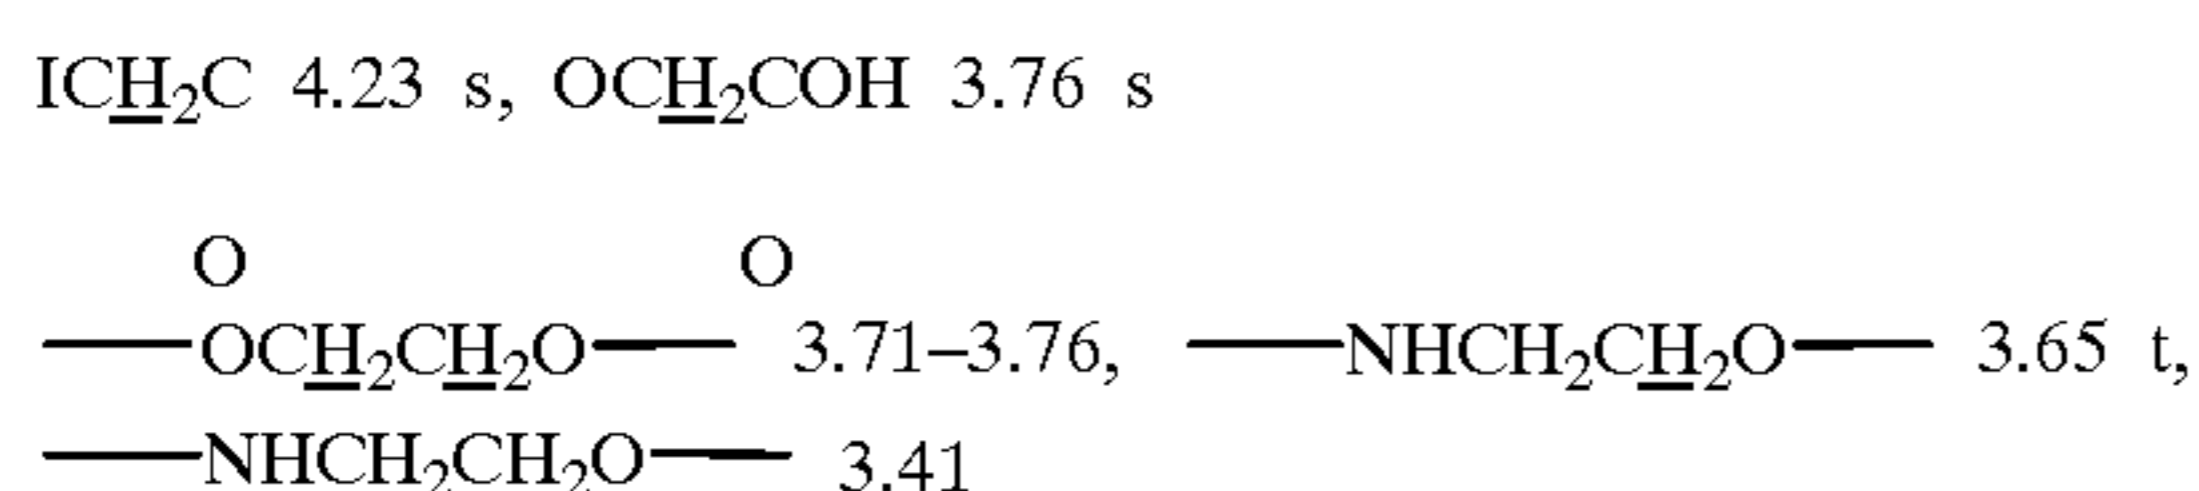 ICH₂C 4.23 s, OCH₂COH 3.76 s
O O
—OCH₂CH₂O— 3.71–3.76, —NHCH₂CH₂O— 3.65 t,
—NHCH₂CH₂O— 3.41